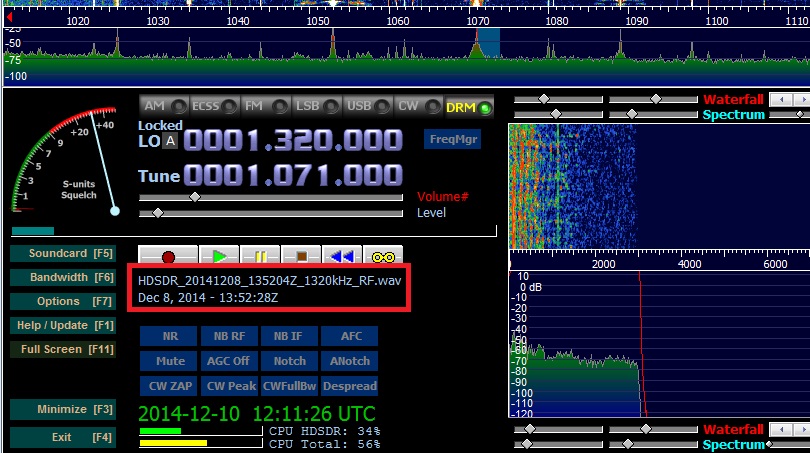 1020 1030 1040 1050 1060 1070 1080 1090 1100 1110
-25
-50
-75
-100
AM ECSS FM LSB USB CW DRM
Waterfall
Spectrum
+40
+20
9
7
5
3
1
S-units
Squelch
Locked
LO A 0001.320.000
FreqMgr
Tune 0001.071.000
Volume#
Level
Soundcard [F5]
Bandwidth [F6]
Options [F7]
Help / Update [F1]
Full Screen [F11]
Minimize [F3]
Exit [F4]
HDSDR_20141208_135204Z_1320kHz_RF.wav
Dec 8, 2014 - 13:52:28Z
NR NB RF NB IF AFC
Mute AGC Off Notch ANotch
CW ZAP CW Peak CWFullBw Despread
2014-12-10 12:11:26 UTC
CPU HDSDR: 34%
CPU Total: 56%
2000 4000 6000
10
0 dB
-10
-20
-30
-40
-50
-60
-70
-80
-90
-100
-110
-120
Waterfall
Spectrum